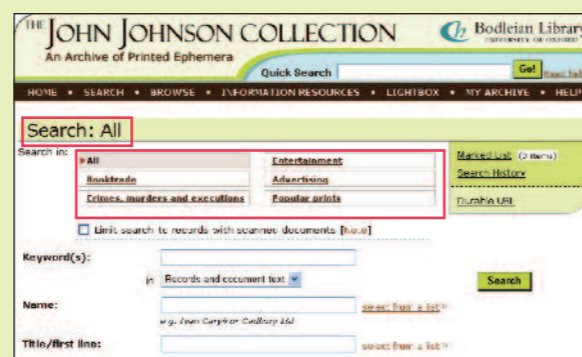 THE JOHN JOHNSON COLLECTION
An Archive of Printed Ephemera
Bodleian Library
UNIVERSITY OF OXFORD
Quick Search
Go!
HOME • SEARCH • BROWSE • INFORMATION RESOURCES • LIGHTBOX • MY ARCHIVE • HELP
Search: All
Search in:
All
Entertainment
Booktrade
Advertising
Crimes, murders and executions
Popular prints
Marked List (0 items)
Search History
Durable URL
Limit search to records with scanned documents
Keyword(s):
in Records and document text
Search
Name:
select from a list
e.g. or Cadbury Ltd
Title/first line:
select from a list